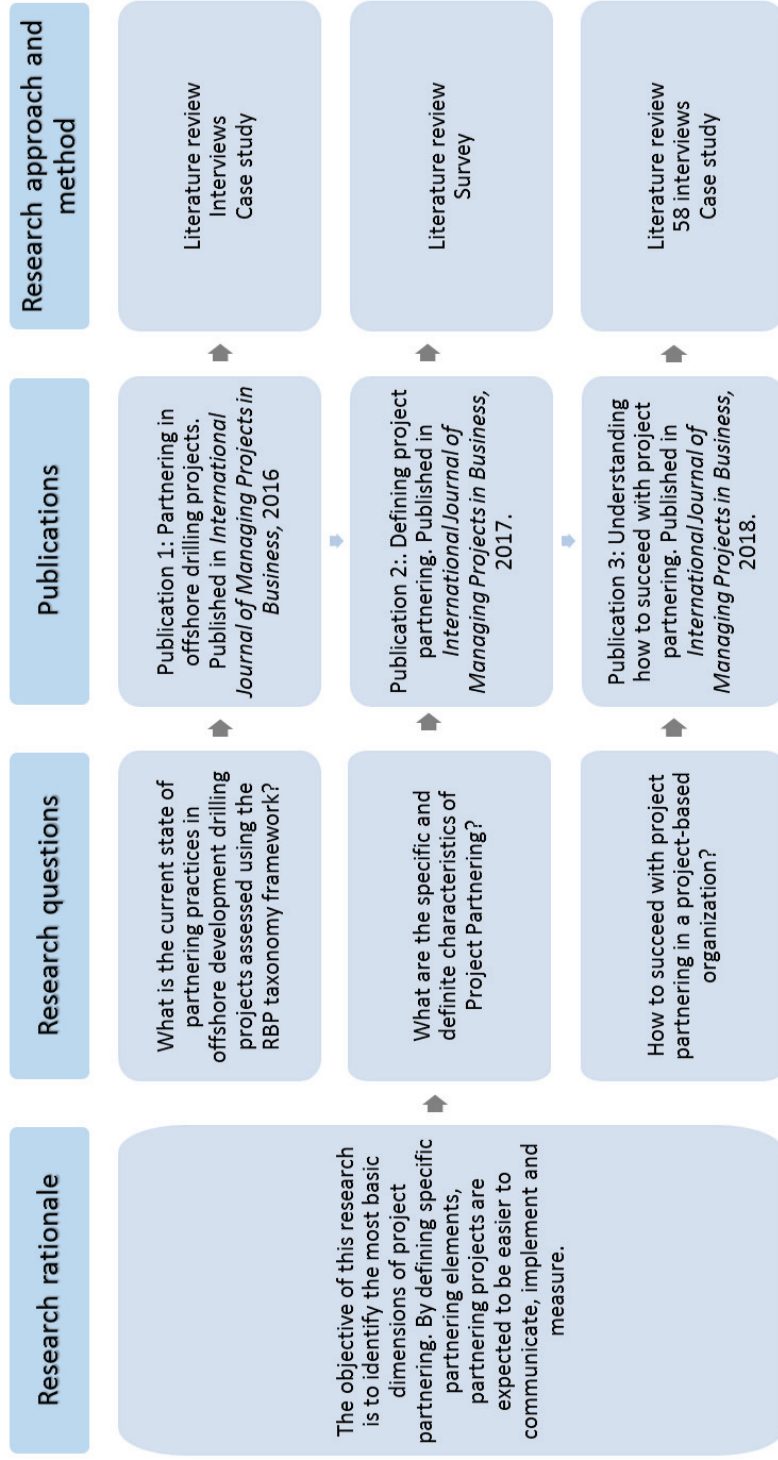 Research rationale
The objective of this research
is to identify the most basic
dimensions of project
partnering. By defining specific
partnering elements,
partnering projects are
expected to be easier to
communicate, implement and
measure.
Research questions
What is the current state of
partnering practices in
offshore development drilling
projects assessed using the
RBP taxonomy framework?
What are the specific and
definite characteristics of
Project Partnering?
How to succeed with project
partnering in a project-based
organization?
Publications
Publication 1: Partnering in
offshore drilling projects.
Published in International
Journal of Managing Projects in
Business, 2016
Publication 2:. Defining project
partnering. Published in
International Journal of
Managing Projects in Business,
2017.
Publication 3: Understanding
how to succeed with project
partnering. Published in
International Journal of
Managing Projects in Business,
2018.
Research approach and
method
Literature review
Interviews
Case study
Literature review
Survey
Literature review
58 interviews
Case study